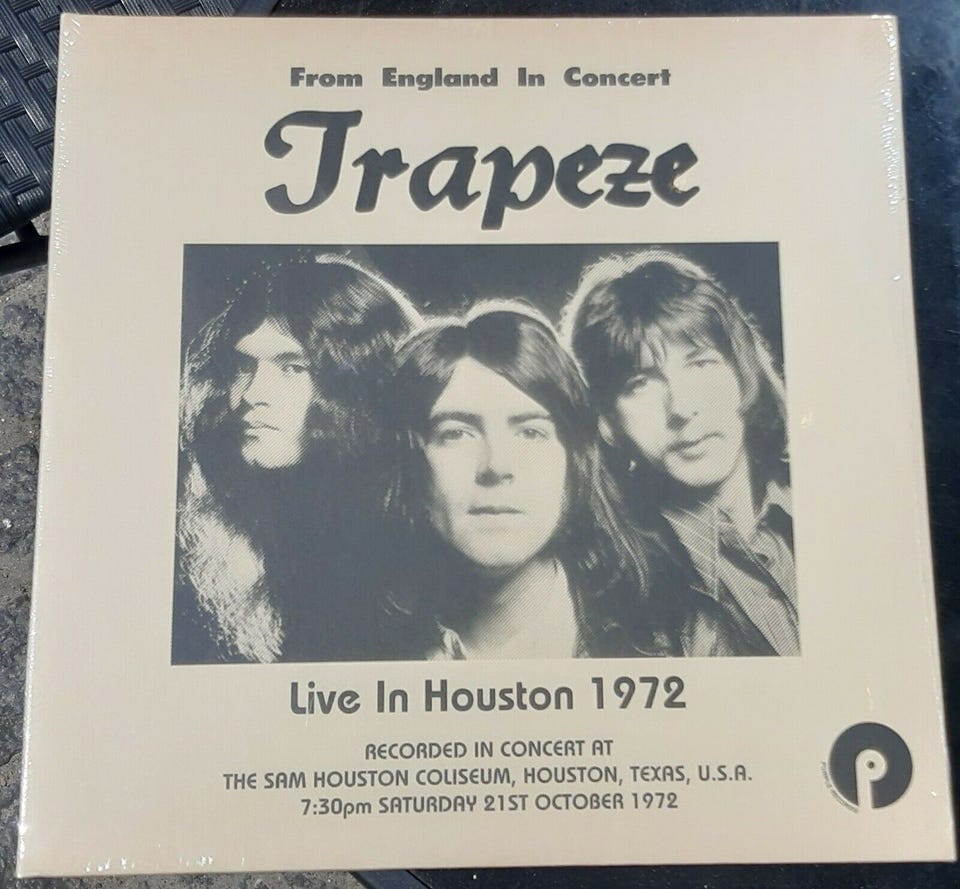 From England In Concert
Trapeze
Live In Houston 1972
RECORDED IN CONCERT AT
THE SAM HOUSTON COLISEUM, HOUSTON, TEXAS, U.S.A.
7:30pm SATURDAY 21ST OCTOBER 1972